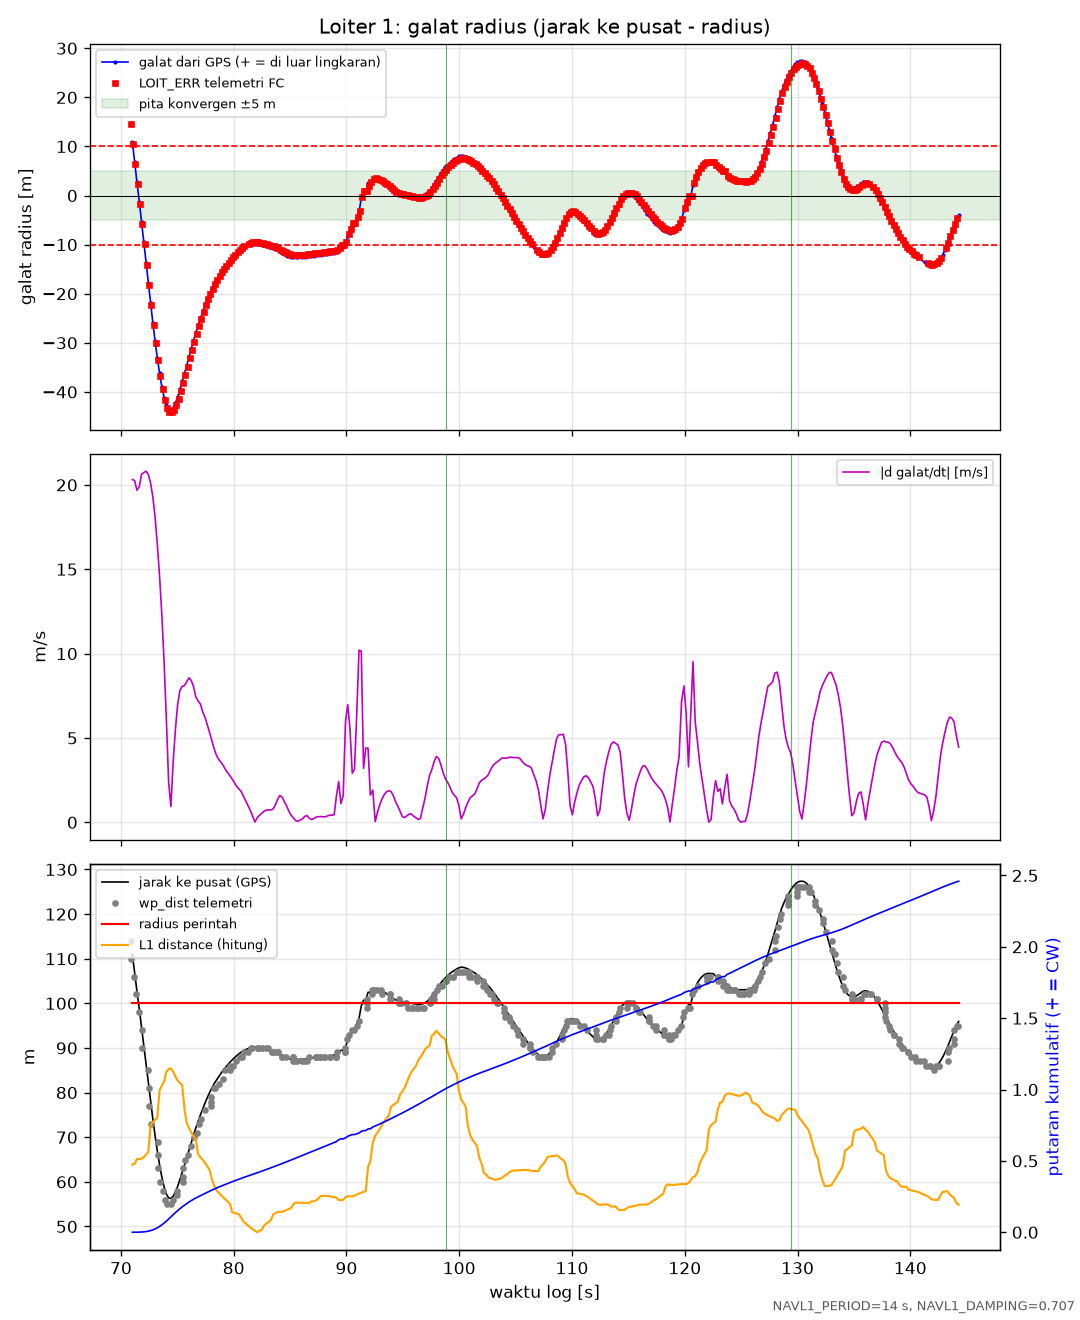 Loiter 1: galat radius (jarak ke pusat - radius)
30
20
10
0
−10
−20
−30
−40
galat radius [m]
galat dari GPS (+ = di luar lingkaran)
LOIT_ERR telemetri FC
pita konvergen ±5 m
20
15
10
5
0
m/s
|d galat/dt| [m/s]
130
120
110
100
90
80
70
60
50
m
jarak ke pusat (GPS)
wp_dist telemetri
radius perintah
L1 distance (hitung)
2.5
2.0
1.5
1.0
0.5
0.0
putaran kumulatif (+ = CW)
70 80 90 100 110 120 130 140
waktu log [s]
NAVL1_PERIOD=14 s, NAVL1_DAMPING=0.707